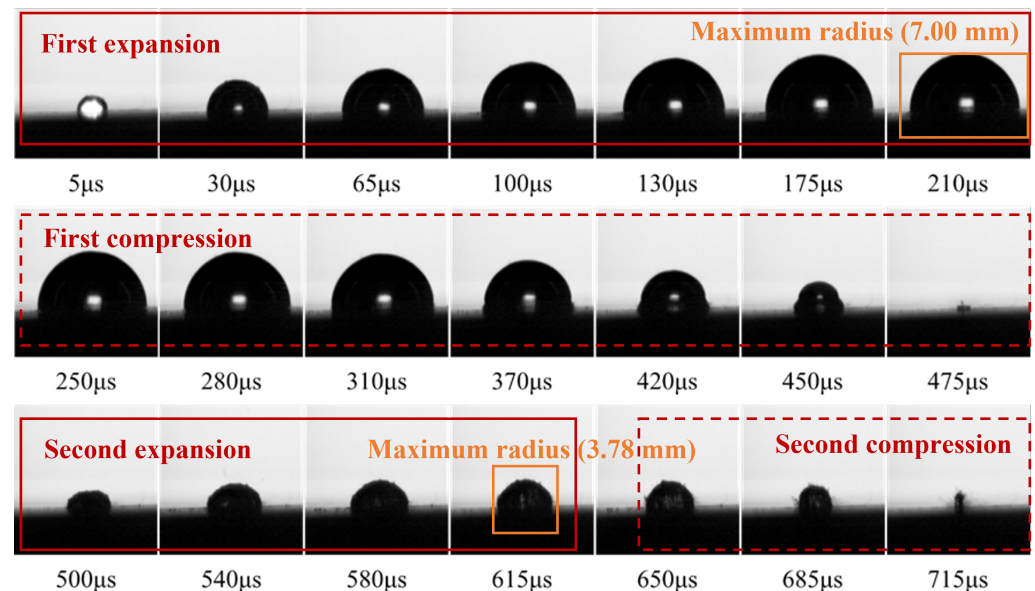 First expansion
Maximum radius (7.00 mm)
5μs 30μs 65μs 100μs 130μs 175μs 210μs
First compression
250μs 280μs 310μs 370μs 420μs 450μs 475μs
Second expansion
Maximum radius (3.78 mm)
Second compression
500μs 540μs 580μs 615μs 650μs 685μs 715μs